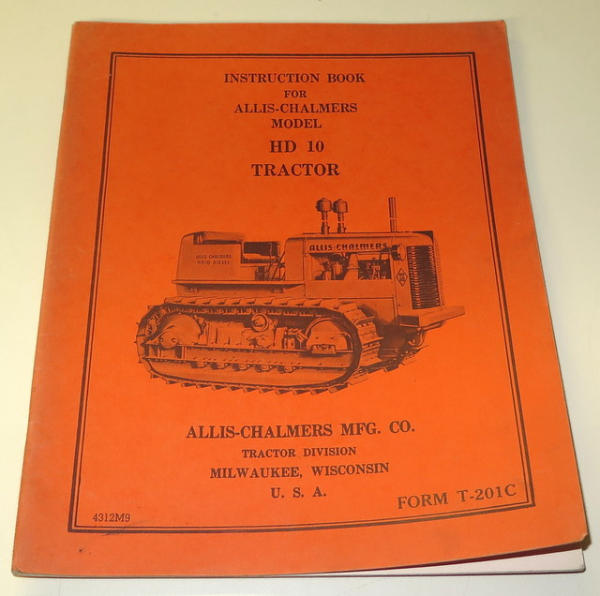 INSTRUCTION BOOK
FOR
ALLIS-CHALMERS
MODEL
HD 10
TRACTOR
ALLIS-CHALMERS
ALLIS-CHALMERS MFG. CO.
TRACTOR DIVISION
MILWAUKEE, WISCONSIN
U. S. A.
4312M9
FORM T-201C